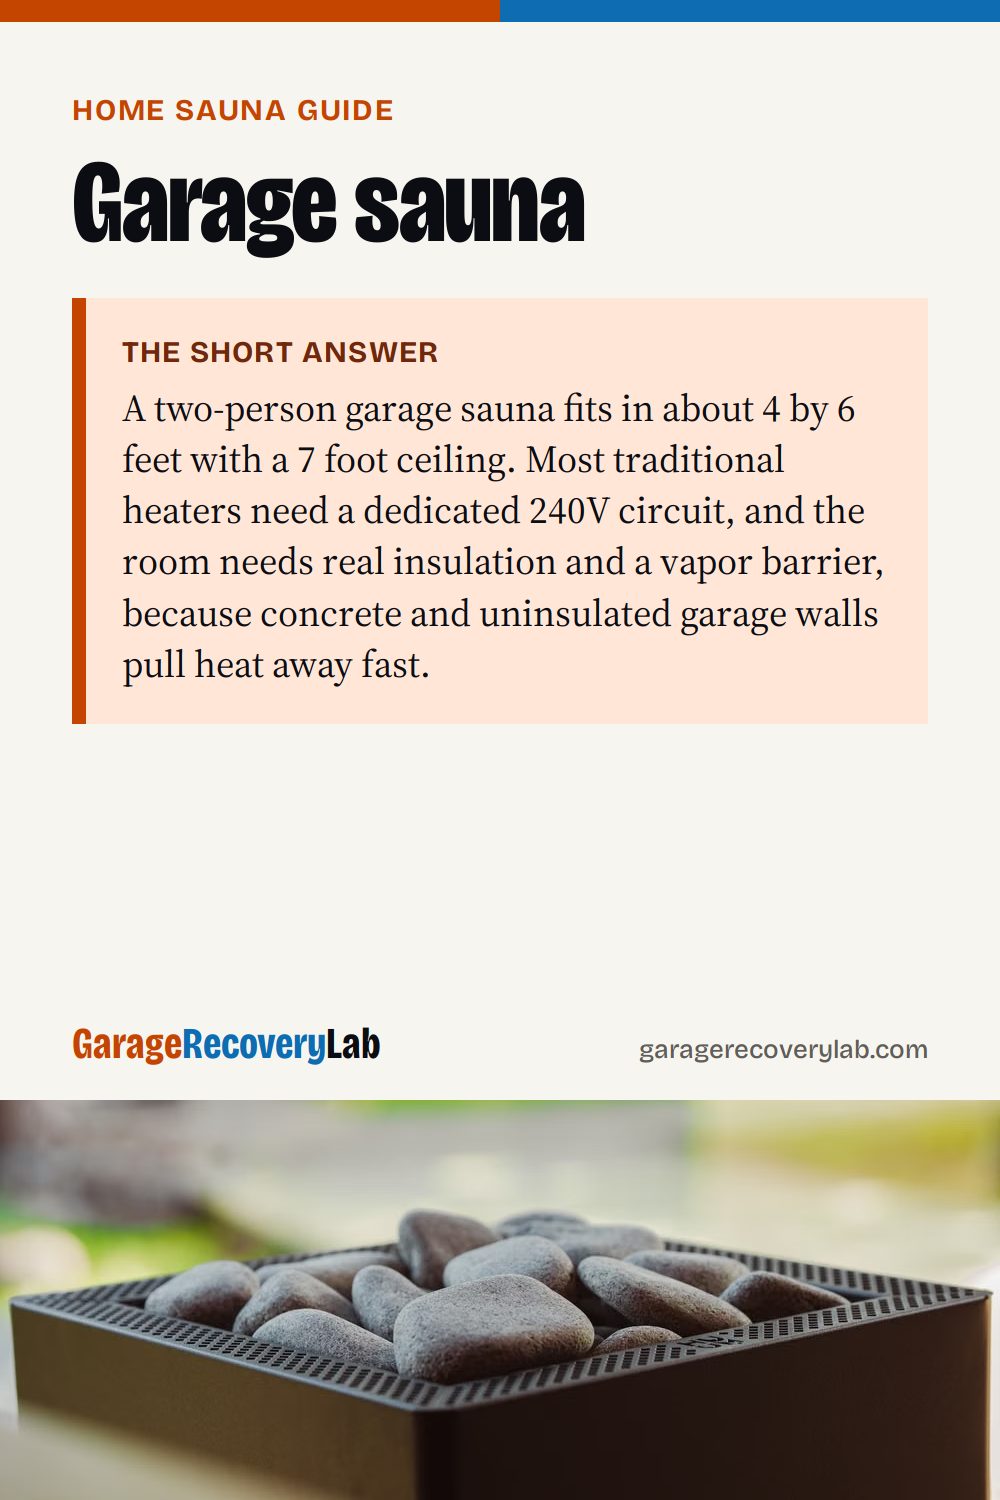 HOME SAUNA GUIDE
Garage sauna
THE SHORT ANSWER
A two-person garage sauna fits in about 4 by 6
feet with a 7 foot ceiling. Most traditional
heaters need a dedicated 240V circuit, and the
room needs real insulation and a vapor barrier,
because concrete and uninsulated garage walls
pull heat away fast.
GarageRecoveryLab
garagerecoverylab.com